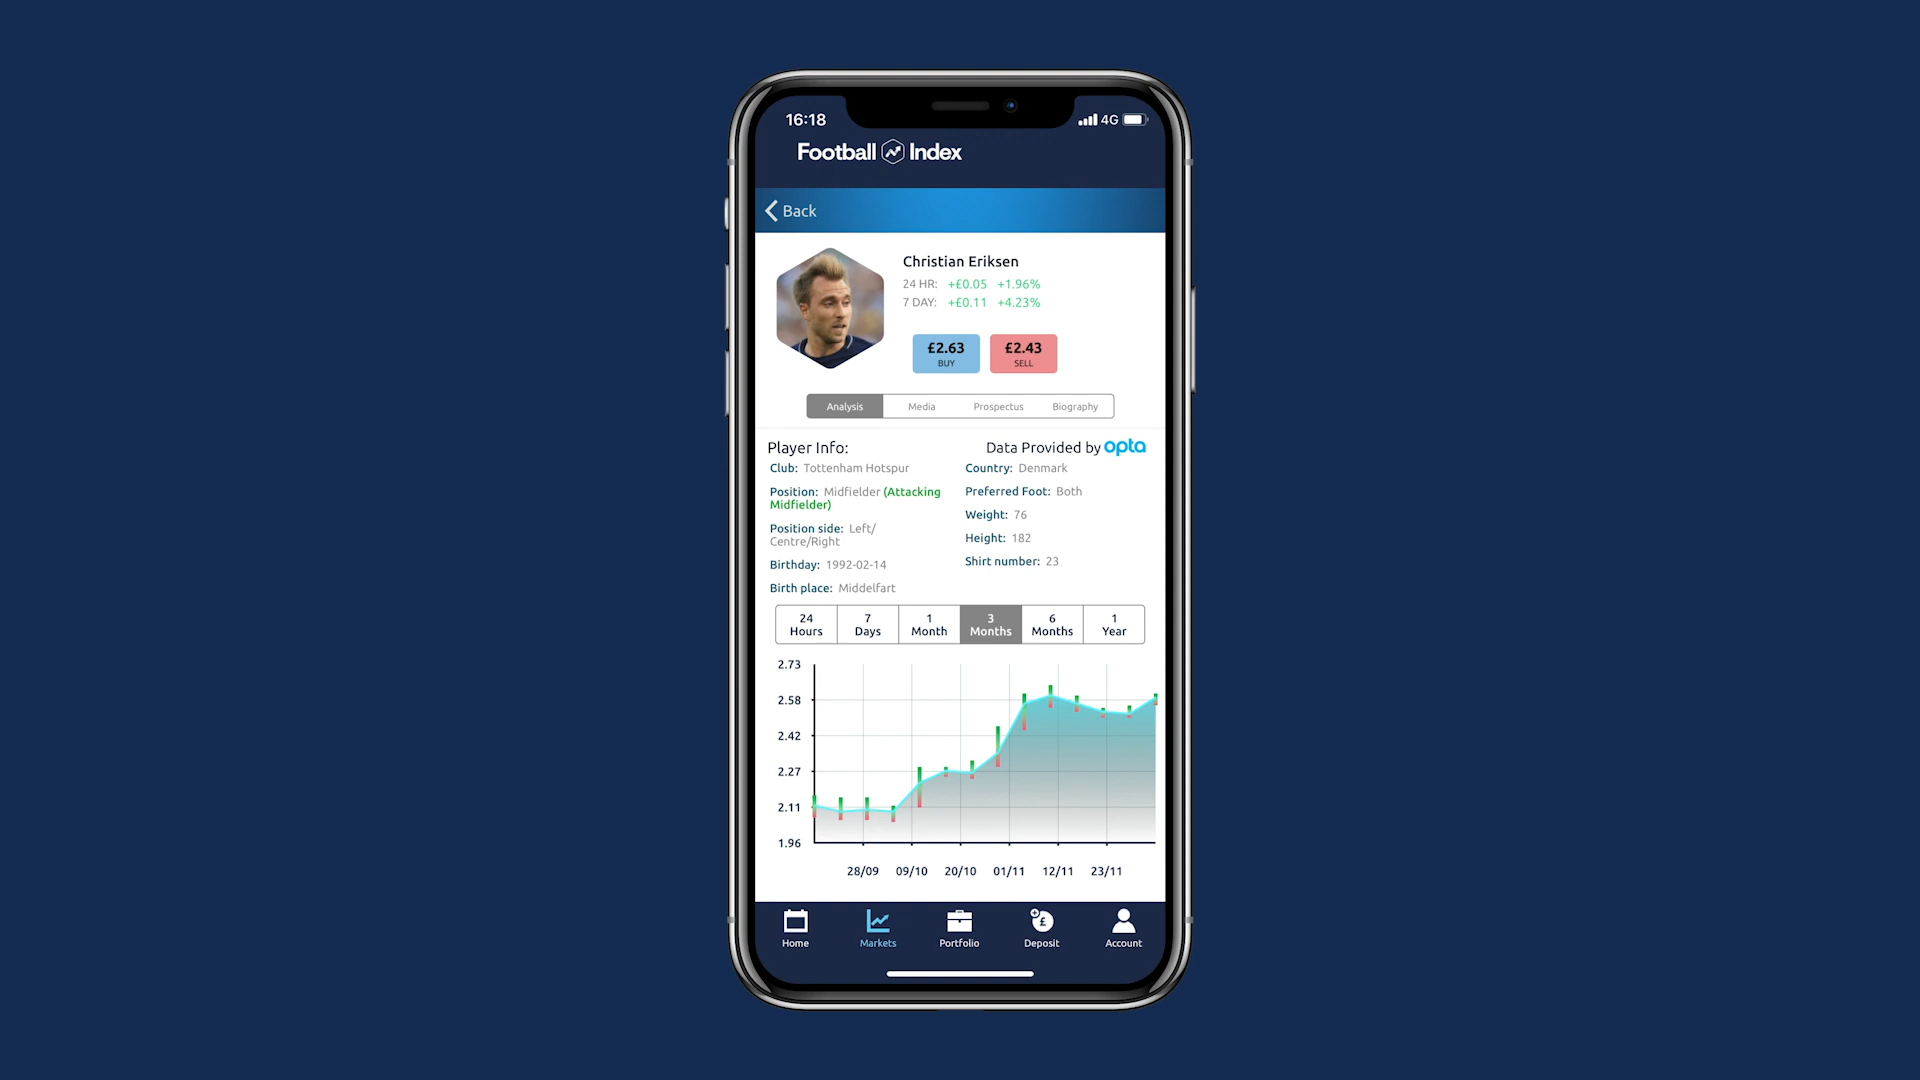 16:18
4G
Football Index
Back
Christian Eriksen
24 HR: +£0.05 +1.96%
7 DAY: +£0.11 +4.23%
£2.63 £2.43
BUY SELL
Analysis Media Prospectus Biography
Player Info: Data Provided by opta
Club: Tottenham Hotspur
Position: Midfielder (Attacking
Midfielder)
Position side: Left/
Centre/Right
Birthday: 1992-02-14
Birth place: Middelfart
Country: Denmark
Preferred Foot: Both
Weight: 76
Height: 182
Shirt number: 23
24 7 1 3 6 1
Hours Days Month Months Months Year
2.73
2.58
2.42
2.27
2.11
1.96
28/09 09/10 20/10 01/11 12/11 23/11
£
Home Markets Portfolio Deposit Account